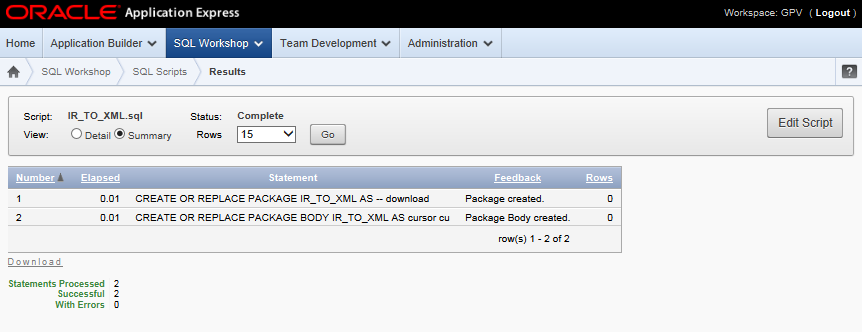 ORACLE Application Express Workspace: GPV ( Logout )
Home Application Builder SQL Workshop Team Development Administration
SQL Workshop SQL Scripts Results ?
Script: IR_TO_XML.sql Status: Complete
View: Detail Summary Rows 15 Go Edit Script
Number Elapsed Statement Feedback Rows
1 0.01 CREATE OR REPLACE PACKAGE IR_TO_XML AS -- download Package created. 0
2 0.01 CREATE OR REPLACE PACKAGE BODY IR_TO_XML AS cursor cu Package Body created. 0
row(s) 1 - 2 of 2
Download
Statements Processed 2
Successful 2
With Errors 0